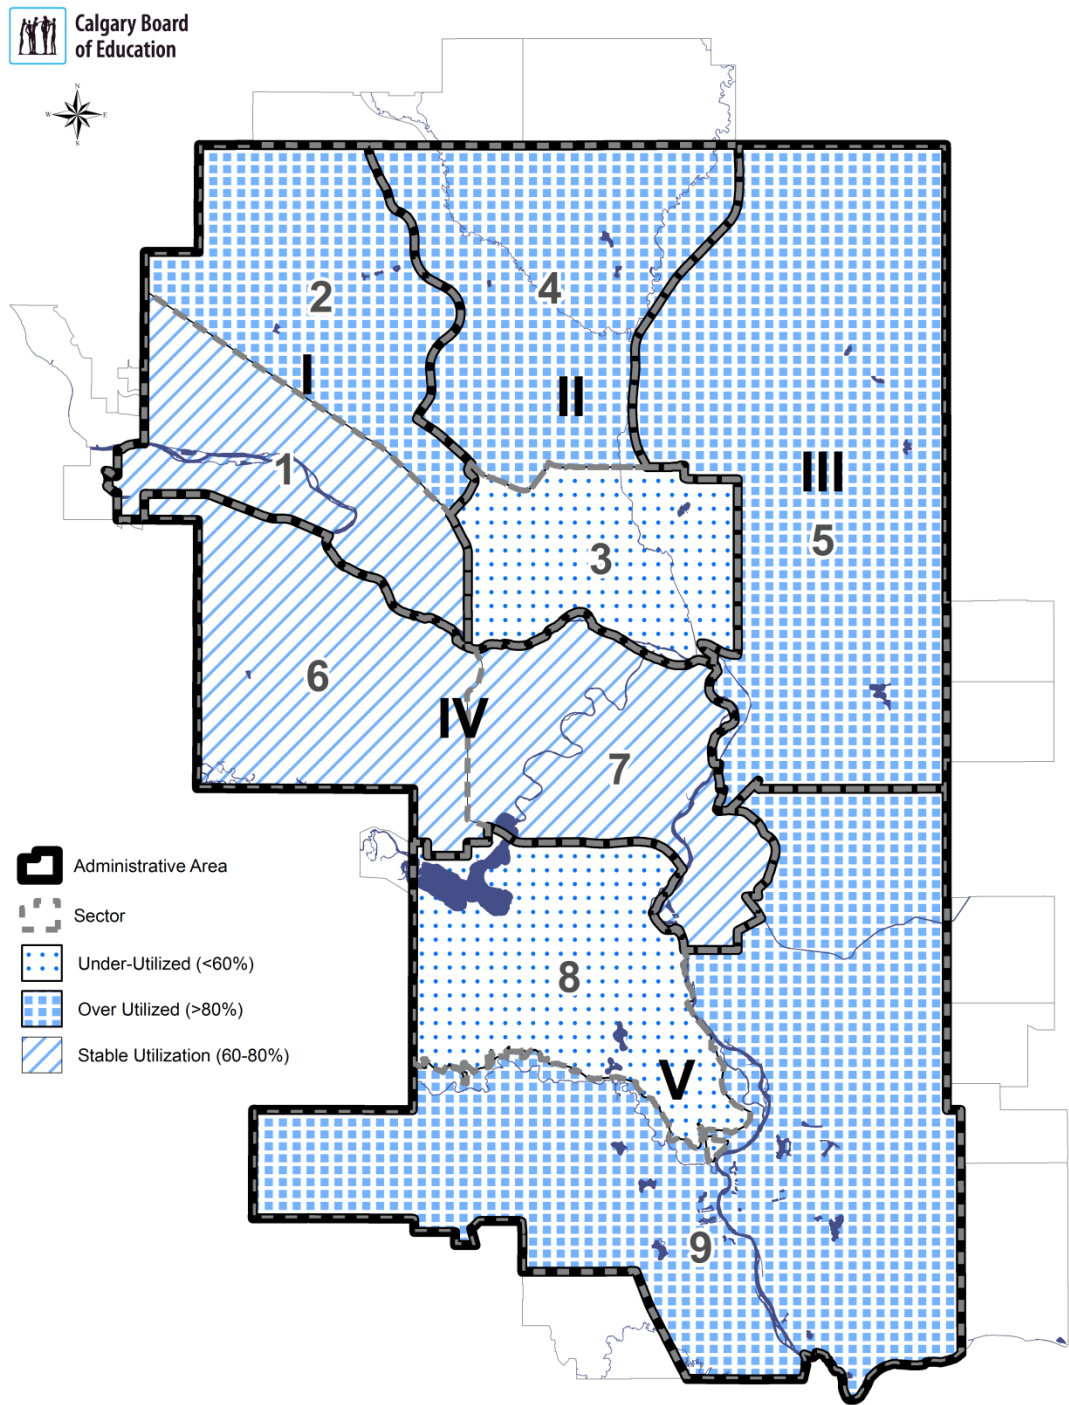 Calgary Board
of Education
N
W
E
S
2
4
I
II
1
III
5
3
6
IV
7
Administrative Area
Sector
Under-Utilized (<60%)
8
Over Utilized (>80%)
Stable Utilization (60-80%)
V
9